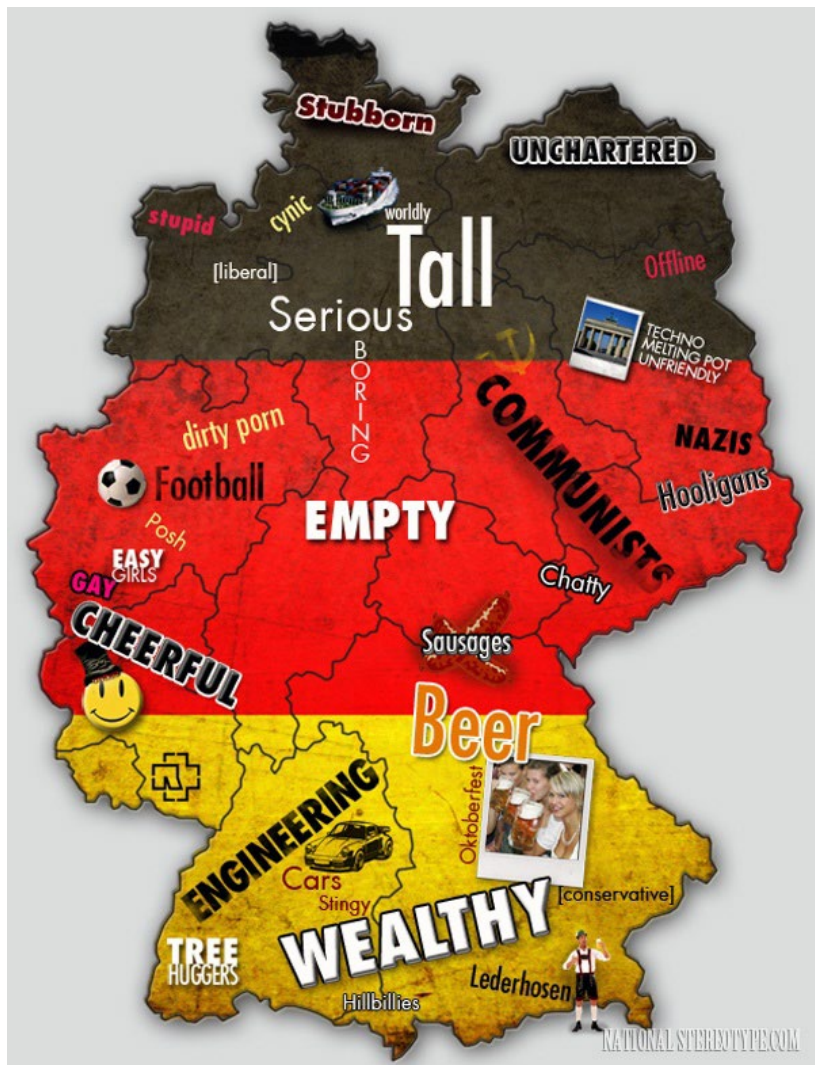 Stubborn
UNCHARTERED
stupid
cynic
worldly
Tall
[liberal]
Offline
Serious
TECHNO
MELTING POT
UNFRIENDLY
BORING
COMMUNISTS
dirty porn
NAZIS
Football
Hooligans
EMPTY
Posh
EASY
GIRLS
GAY
Chatty
CHEERFUL
Sausages
Beer
Oktoberfest
ENGINEERING
Cars
Stingy
WEALTHY
[conservative]
TREE
HUGGERS
Lederhosen
Hillbillies
NATIONALSTEREOTYPE.COM